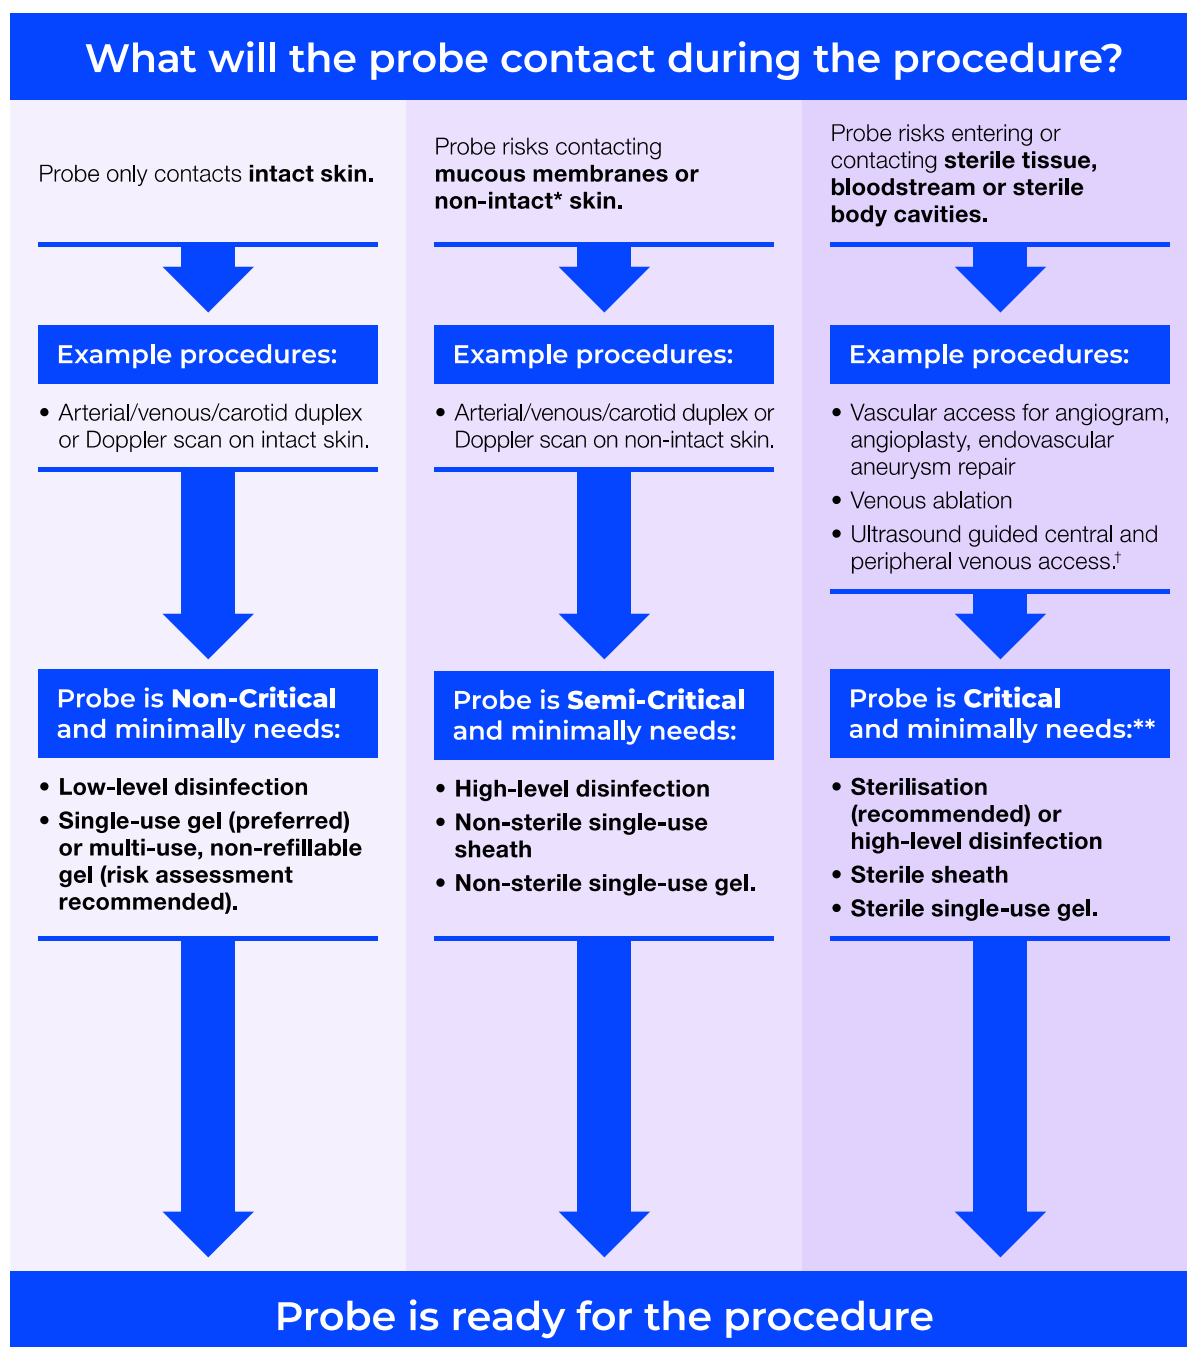 What will the probe contact during the procedure?
Probe only contacts intact skin.
Example procedures:
• Arterial/venous/carotid duplex
or Doppler scan on intact skin.
Probe is Non-Critical
and minimally needs:
• Low-level disinfection
• Single-use gel (preferred)
or multi-use, non-refillable
gel (risk assessment
recommended).
Probe risks contacting
mucous membranes or
non-intact* skin.
Example procedures:
• Arterial/venous/carotid duplex or
Doppler scan on non-intact skin.
Probe is Semi-Critical
and minimally needs:
• High-level disinfection
• Non-sterile single-use
sheath
• Non-sterile single-use gel.
Probe risks entering or
contacting sterile tissue,
bloodstream or sterile
body cavities.
Example procedures:
• Vascular access for angiogram,
angioplasty, endovascular
aneurysm repair
• Venous ablation
• Ultrasound guided central and
peripheral venous access.†
Probe is Critical
and minimally needs:**
• Sterilisation
(recommended) or
high-level disinfection
• Sterile sheath
• Sterile single-use gel.
Probe is ready for the procedure